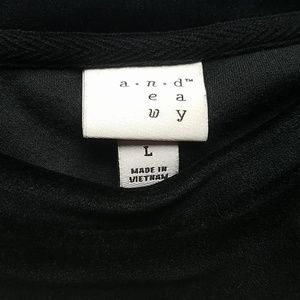 a·n·d™
e a
w y
L
MADE IN
VIETNAM